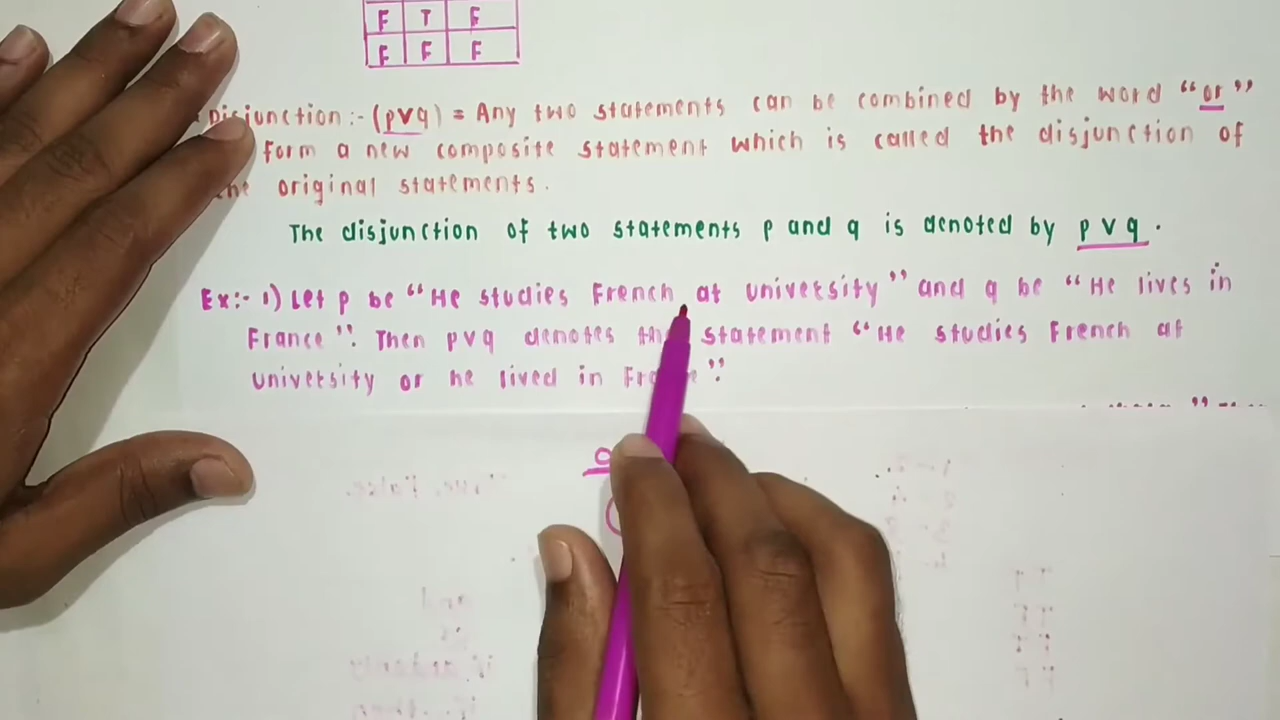 F T F
F F F
Disjunction :- (p∨q) = Any two statements can be combined by the word "or"
form a new composite statement which is called the disjunction of
the original statements.
The disjunction of two statements p and q is denoted by p∨q.
Ex:- 1) Let p be "He studies French at university" and q be "He lives in
France". Then p∨q denotes the statement "He studies French at
university or he lived in France".